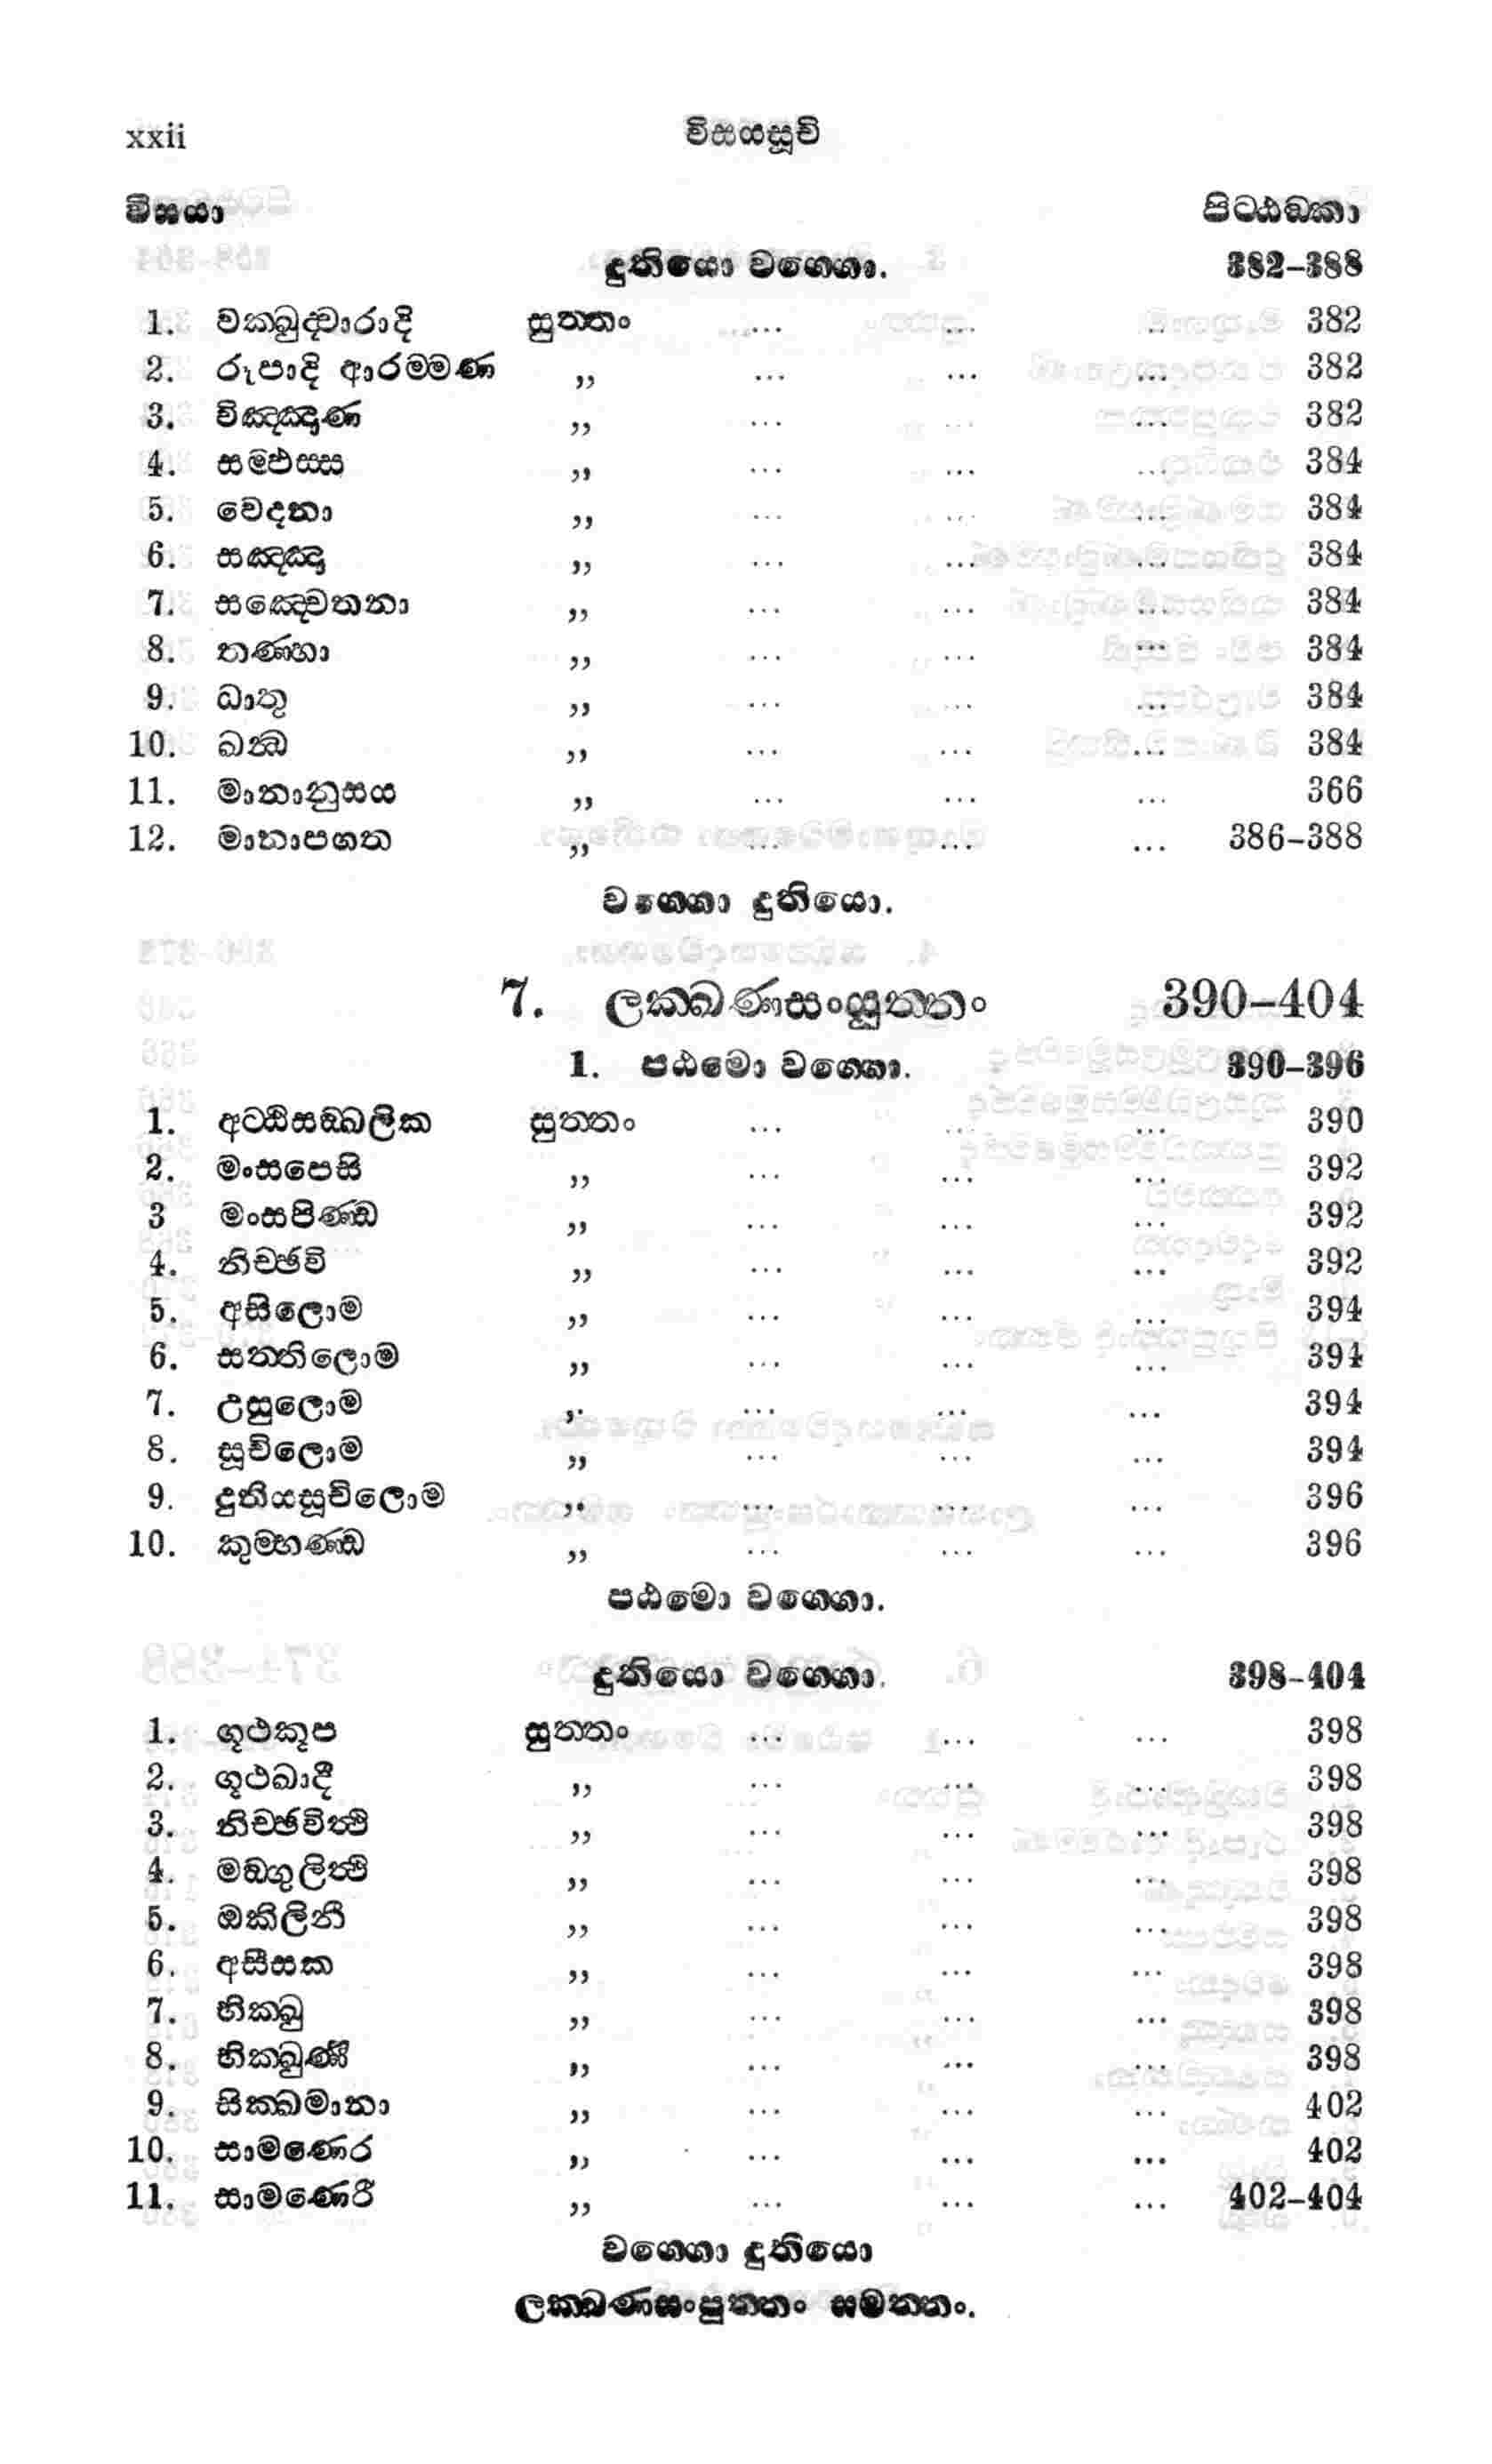 xxii විසයසූචි
විසයා පිට්ඨඞ්කා
දුතියො වග්ගො. 382–388
1. චක්ඛුද්වාරාදි සුත්තං ... ... .. 382
2. රූපාදි ආරම්මණ ,, ... ... ... 382
3. විඤ්ඤාණ ,, ... ... ... 382
4. සම්ඵස්ස ,, ... ... ... 384
5. වෙදනා ,, ... ... ... 384
6. සඤ්ඤා ,, ... ... ... 384
7. සඤ්චෙතනා ,, ... ... ... 384
8. තණ්හා ,, ... ... ... 384
9. ධාතු ,, ... ... ... 384
10. ඛන්ධ ,, ... ... ... 384
11. මානානුසය ,, ... ... ... 366
12. මානාපගත ,, ... ... ... 386–388
වග්ගො දුතියො.
7. ලක්ඛණසංයුත්තං 390–404
1. පඨමො වග්ගො. 390–396
1. අට්ඨිසඞ්ඛලික සුත්තං ... ... ... 390
2. මංසපෙසි ,, ... ... ... 392
3 මංසපිණ්ඩ ,, ... ... ... 392
4. නිච්ඡවි ,, ... ... ... 392
5. අසිලොම ,, ... ... ... 394
6. සත්තිලොම ,, ... ... ... 394
7. උසුලොම ,, ... ... ... 394
8. සූචිලොම ,, ... ... ... 394
9. දුතියසූචිලොම ,, ... ... ... 396
10. කුම්භණ්ඩ ,, ... ... ... 396
පඨමො වග්ගො.
දුතියො වග්ගො. 398–404
1. ගූථකූප සුත්තං ... ... ... 398
2. ගූථඛාදී ,, ... ... ... 398
3. නිච්ඡවිත්ථි ,, ... ... ... 398
4. මඞ්ගුලිත්ථි ,, ... ... ... 398
5. ඔකිලිනී ,, ... ... ... 398
6. අසීසක ,, ... ... ... 398
7. භික්ඛු ,, ... ... ... 398
8. භික්ඛුණී ,, ... ... ... 398
9. සික්ඛමානා ,, ... ... ... 402
10. සාමණෙර ,, ... ... ... 402
11. සාමණෙරී ,, ... ... ... 402–404
වග්ගො දුතියො
ලක්ඛණසංයුත්තං සමත්තං.